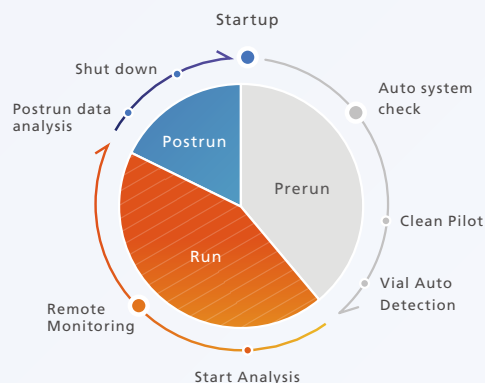 Startup
Auto system
check
Clean Pilot
Vial Auto
Detection
Start Analysis
Remote
Monitoring
Postrun data
analysis
Shut down
Postrun
Prerun
Run